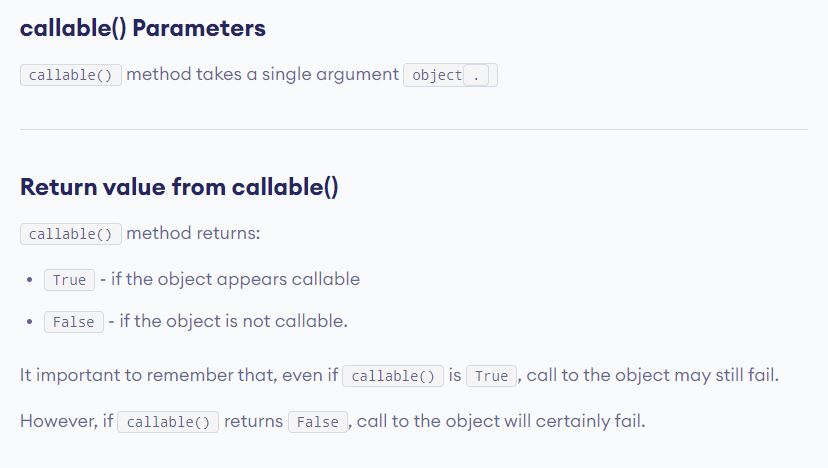 callable() Parameters
callable() method takes a single argument object .
Return value from callable()
callable() method returns:
• True - if the object appears callable
• False - if the object is not callable.
It important to remember that, even if callable() is True , call to the object may still fail.
However, if callable() returns False , call to the object will certainly fail.